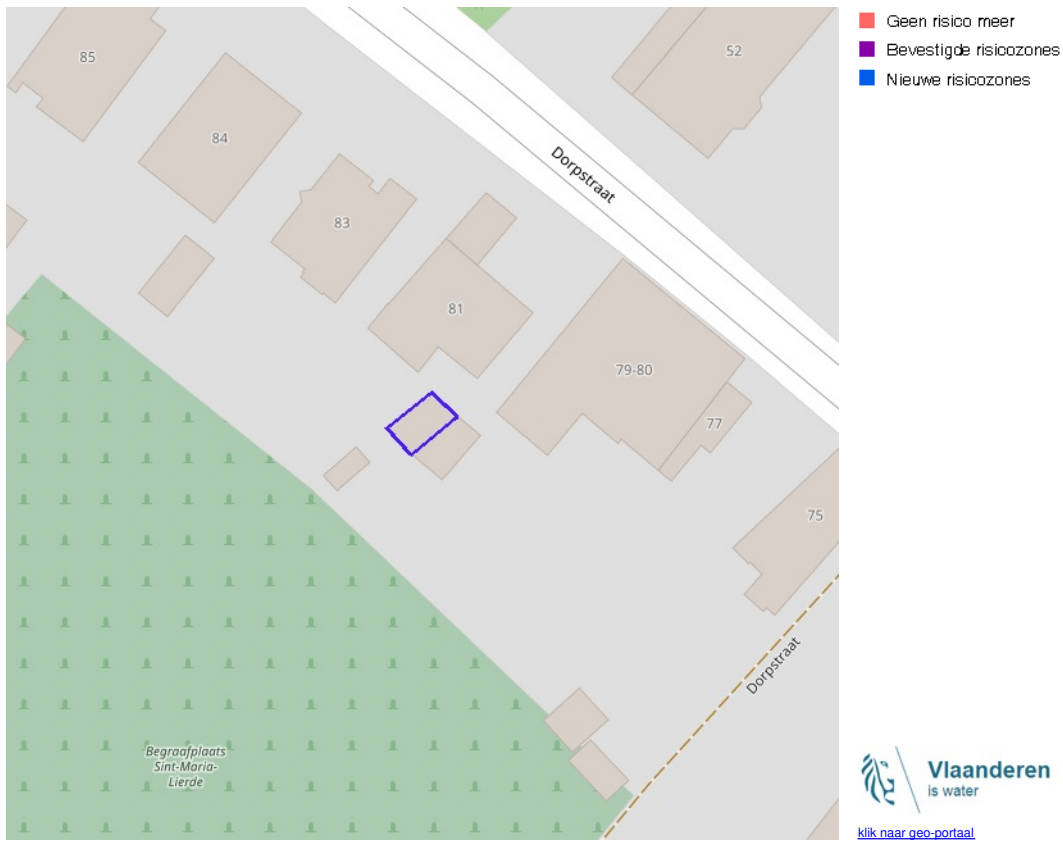 85
52
84
Dorpstraat
83
81
79-80
77
75
Dorpstraat
Begraafplaats
Sint-Maria-
Lierde
Geen risico meer
Bevestigde risicozones
Nieuwe risicozones
Vlaanderen
is water
klik naar geo-portaal